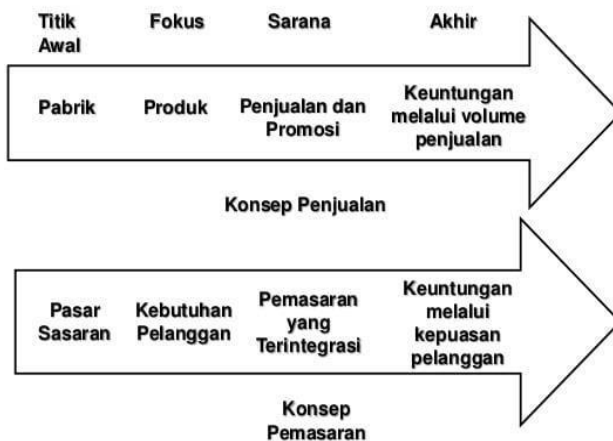 Titik Awal
Fokus
Sarana
Akhir
Pabrik
Produk
Penjualan dan
Promosi
Keuntungan
melalui volume
penjualan
Konsep Penjualan
Pasar
Sasaran
Kebutuhan
Pelanggan
Pemasaran
yang
Terintegrasi
Keuntungan
melalui
kepuasan
pelanggan
Konsep
Pemasaran